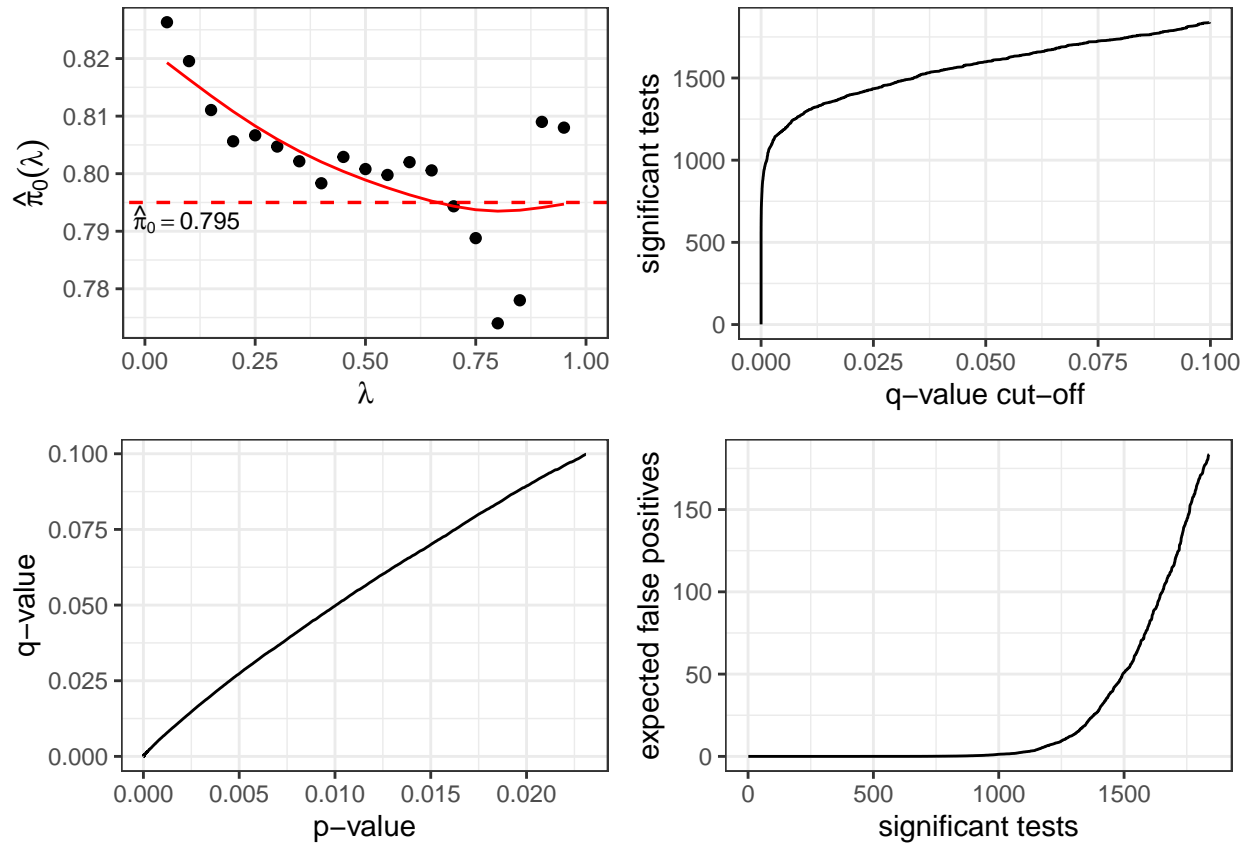 0.82
0.81
0.80
0.79
0.78
π̂₀(λ)
π̂₀ = 0.795
0.00 0.25 0.50 0.75 1.00
λ
1500
1000
500
0
significant tests
0.000 0.025 0.050 0.075 0.100
q−value cut−off
0.100
0.075
0.050
0.025
0.000
q−value
0.000 0.005 0.010 0.015 0.020
p−value
150
100
50
0
expected false positives
0 500 1000 1500
significant tests